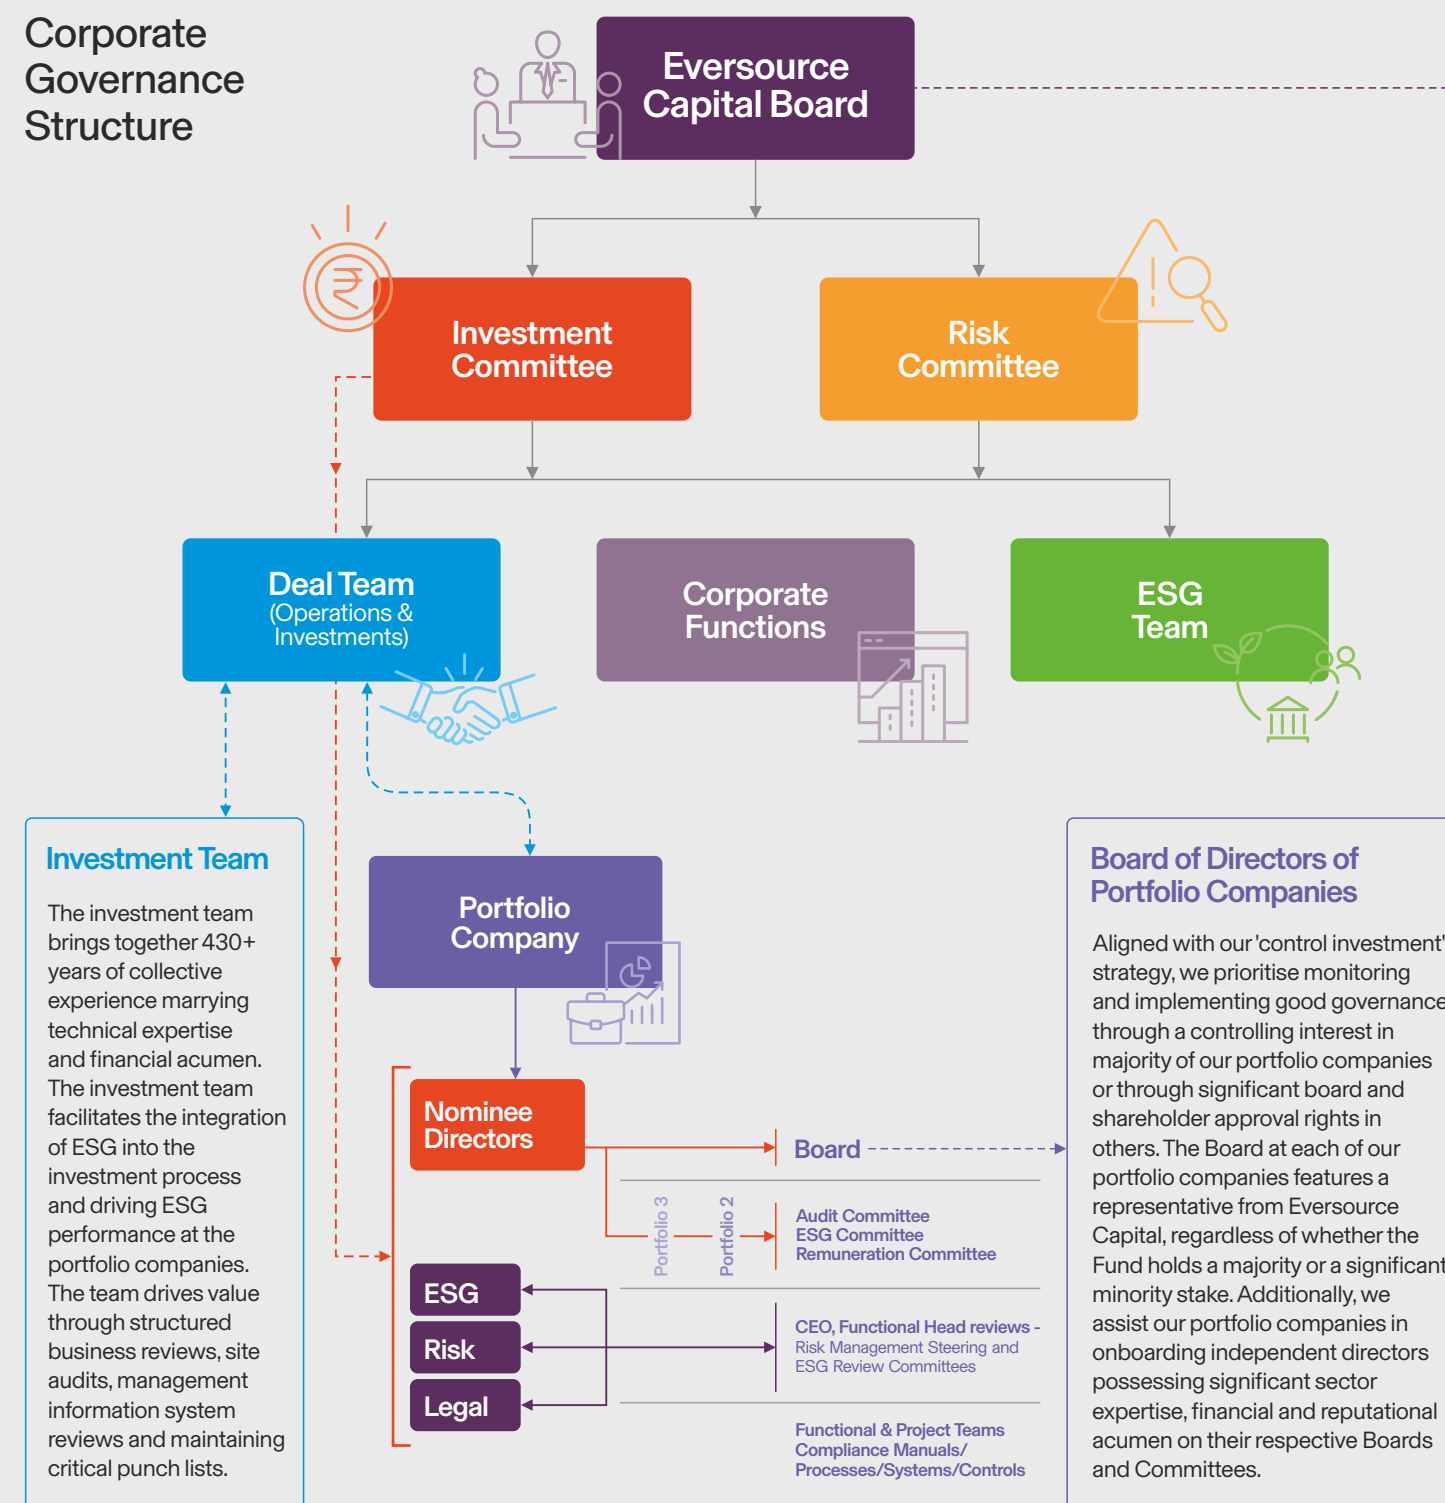 Corporate
Governance
Structure
Eversource
Capital Board
₹
Investment
Committee
Risk
Committee
Deal Team
(Operations &
Investments)
Corporate
Functions
ESG
Team
Investment Team
The investment team
brings together 430+
years of collective
experience marrying
technical expertise
and financial acumen.
The investment team
facilitates the integration
of ESG into the
investment process
and driving ESG
performance at the
portfolio companies.
The team drives value
through structured
business reviews, site
audits, management
information system
reviews and maintaining
critical punch lists.
Portfolio
Company
Nominee
Directors
ESG
Risk
Legal
Portfolio 3
Portfolio 2
Board
Audit Committee
ESG Committee
Remuneration Committee
CEO, Functional Head reviews -
Risk Management Steering and
ESG Review Committees
Functional & Project Teams
Compliance Manuals/
Processes/Systems/Controls
Board of Directors of
Portfolio Companies
Aligned with our 'control investment'
strategy, we prioritise monitoring
and implementing good governance
through a controlling interest in
majority of our portfolio companies
or through significant board and
shareholder approval rights in
others. The Board at each of our
portfolio companies features a
representative from Eversource
Capital, regardless of whether the
Fund holds a majority or a significant
minority stake. Additionally, we
assist our portfolio companies in
onboarding independent directors
possessing significant sector
expertise, financial and reputational
acumen on their respective Boards
and Committees.